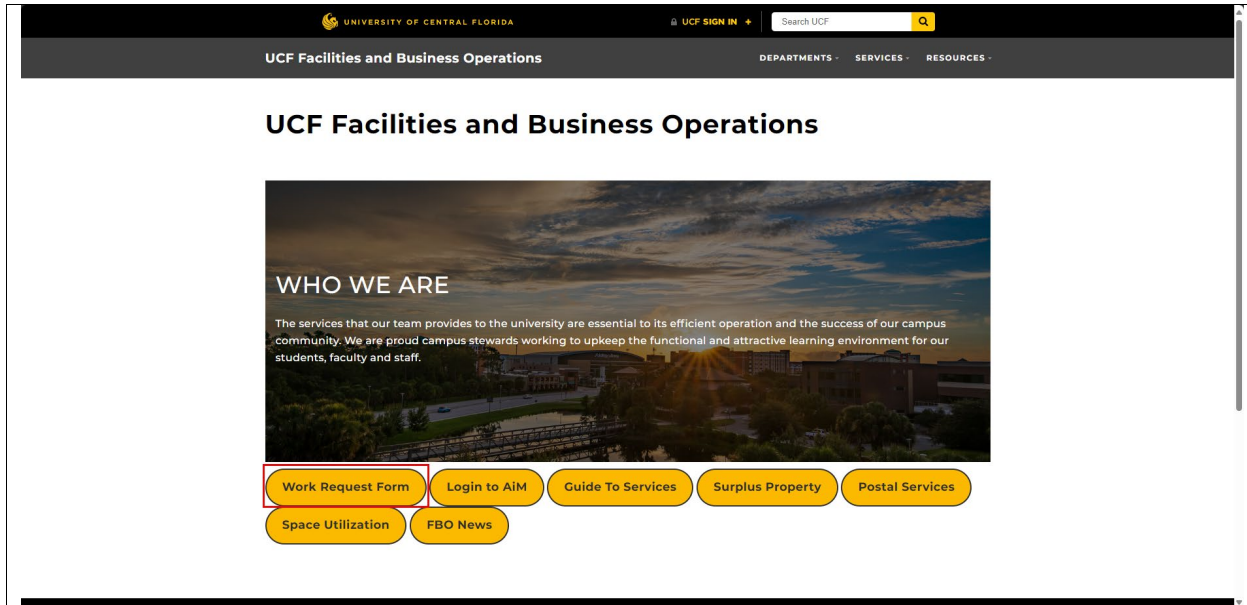 UNIVERSITY OF CENTRAL FLORIDA
UCF SIGN IN +
Search UCF
UCF Facilities and Business Operations
DEPARTMENTS
SERVICES
RESOURCES
UCF Facilities and Business Operations
WHO WE ARE
The services that our team provides to the university are essential to its efficient operation and the success of our campus
community. We are proud campus stewards working to upkeep the functional and attractive learning environment for our
students, faculty and staff.
Work Request Form
Login to AiM
Guide To Services
Surplus Property
Postal Services
Space Utilization
FBO News